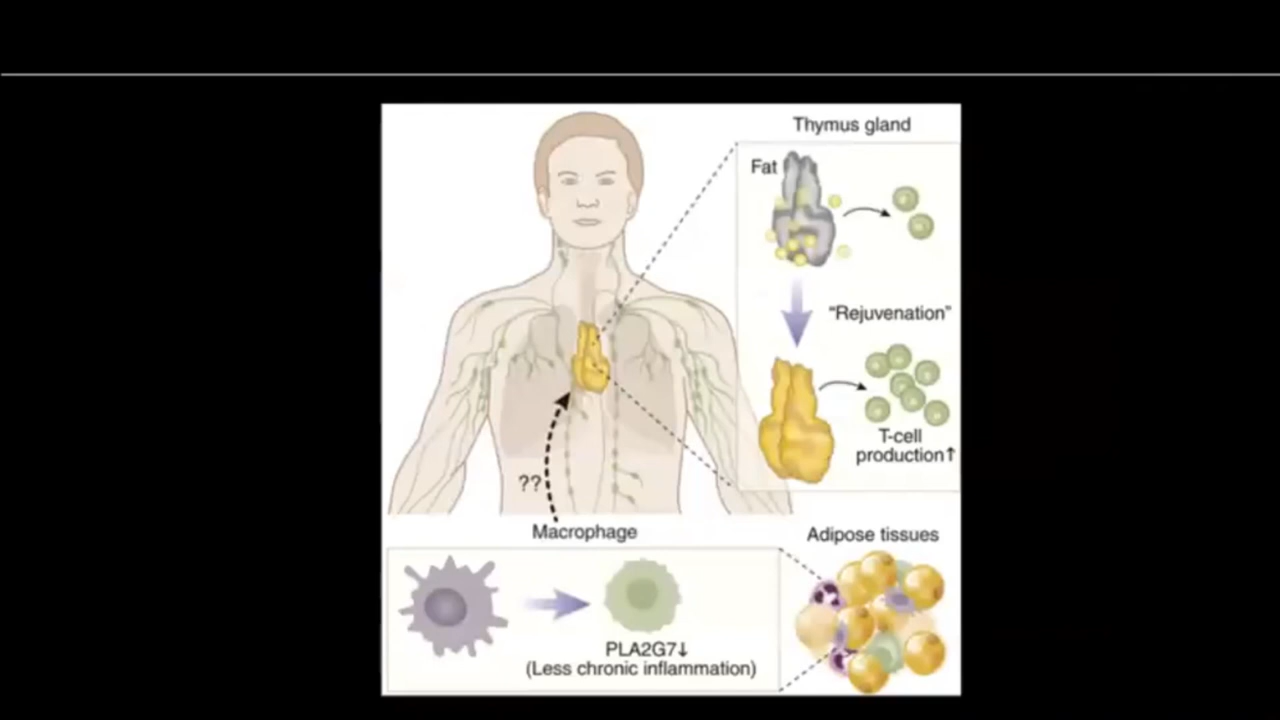 Thymus gland
Fat
“Rejuvenation”
T-cell
production↑
??
Macrophage
Adipose tissues
PLA2G7↓
(Less chronic inflammation)